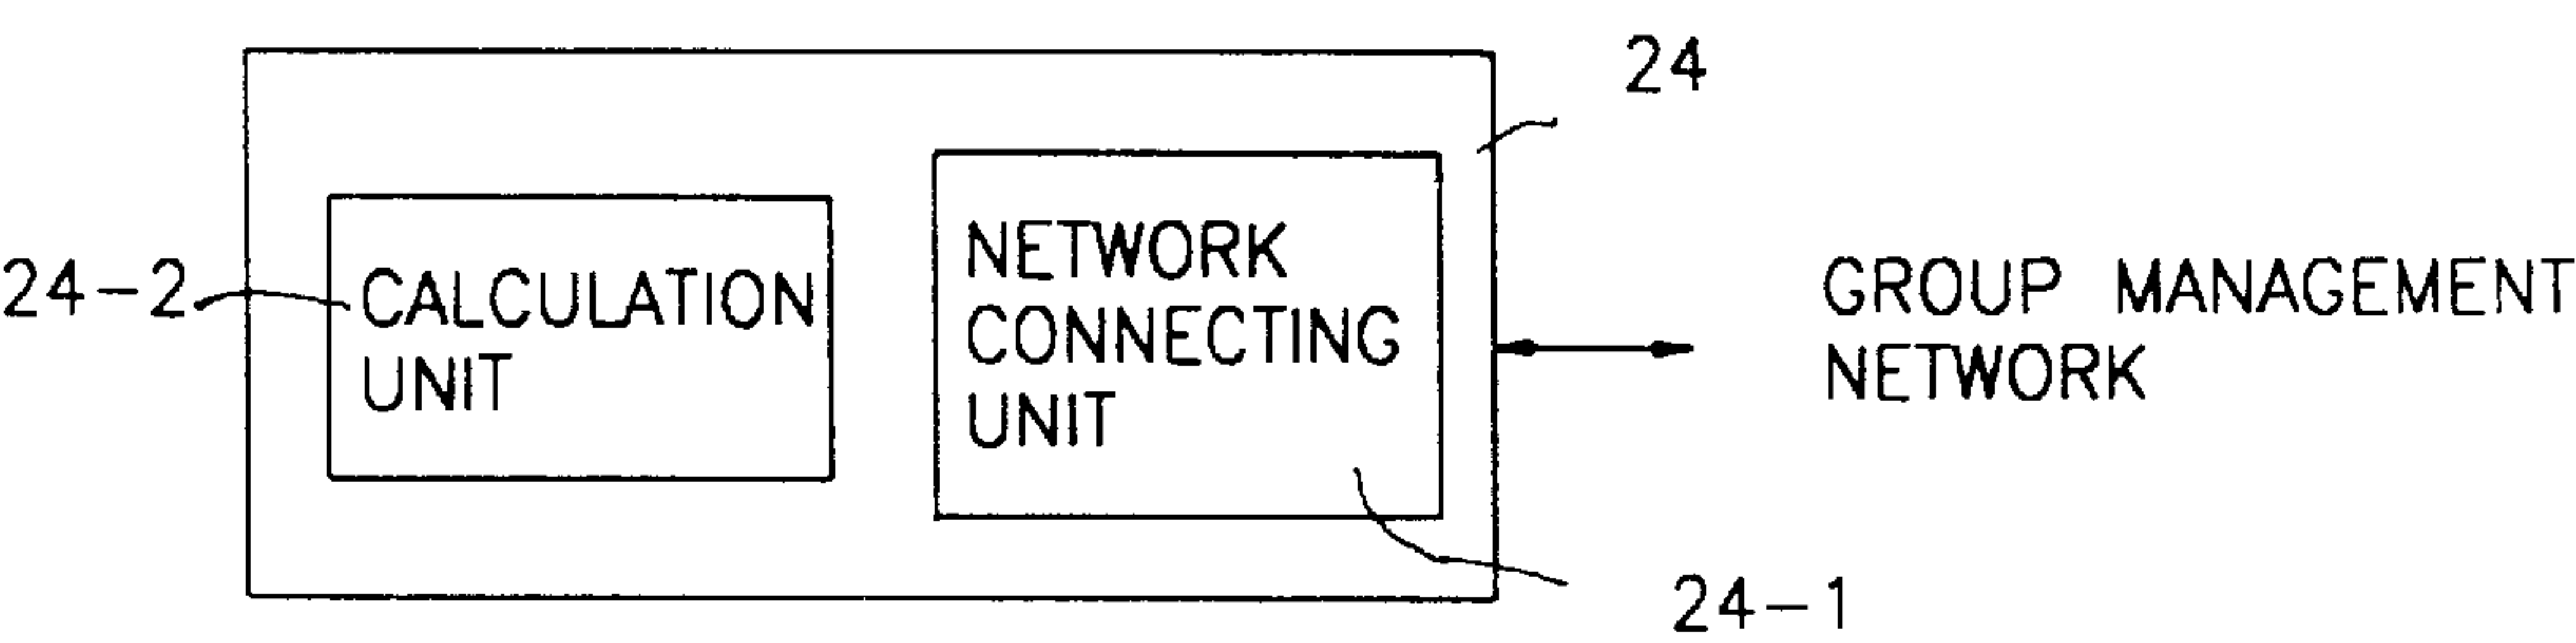 24
24-2
CALCULATION
UNIT
NETWORK
CONNECTING
UNIT
GROUP MANAGEMENT
NETWORK
24-1